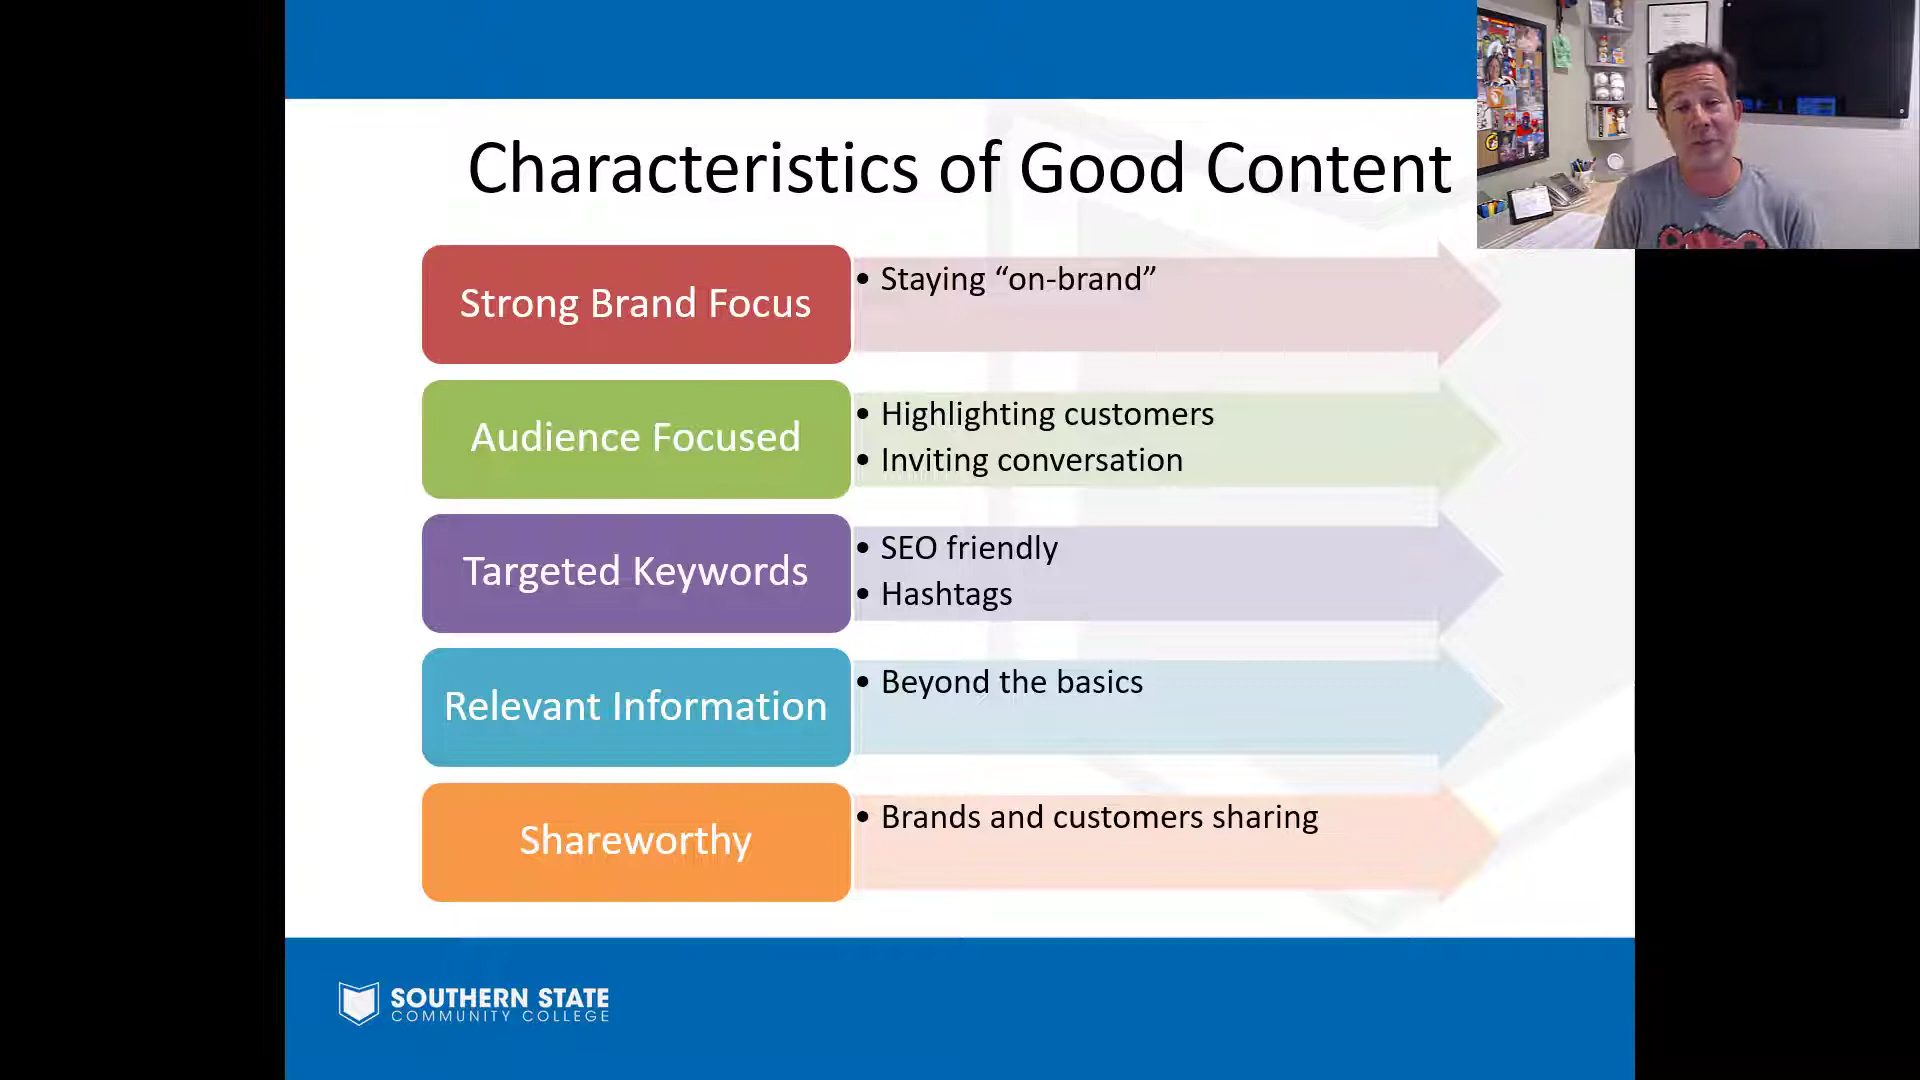 Characteristics of Good Content
Strong Brand Focus
• Staying “on-brand”
Audience Focused
• Highlighting customers
• Inviting conversation
Targeted Keywords
• SEO friendly
• Hashtags
Relevant Information
• Beyond the basics
Shareworthy
• Brands and customers sharing
SOUTHERN STATE
COMMUNITY COLLEGE